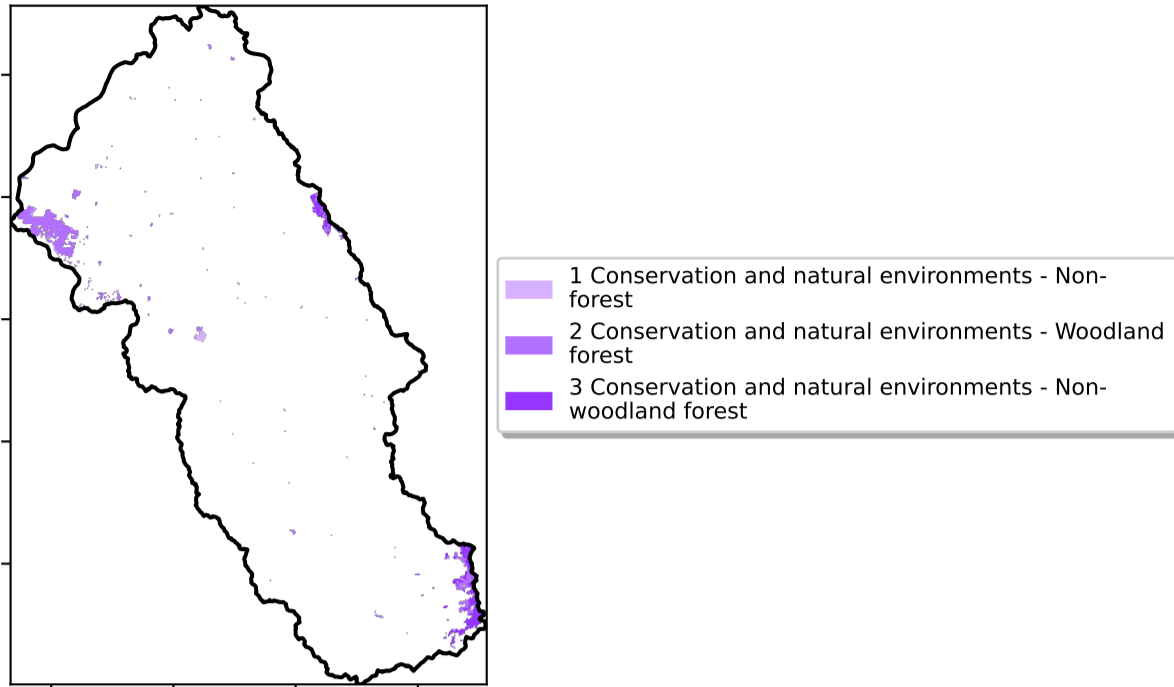 1 Conservation and natural environments - Non-
forest
2 Conservation and natural environments - Woodland
forest
3 Conservation and natural environments - Non-
woodland forest